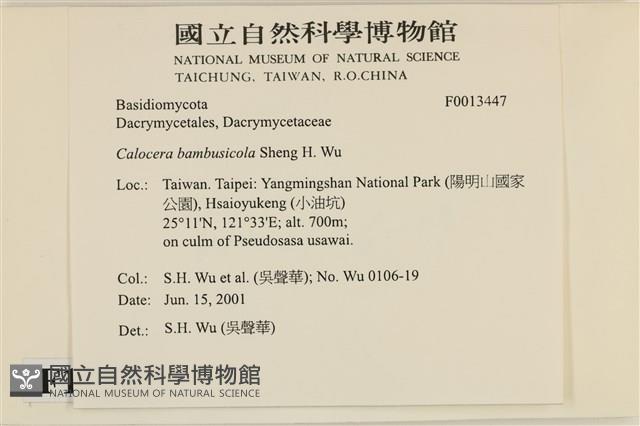 國立自然科學博物館
NATIONAL MUSEUM OF NATURAL SCIENCE
TAICHUNG, TAIWAN, R.O.CHINA
Basidiomycota F0013447
Dacrymycetales, Dacrymycetaceae
Calocera bambusicola Sheng H. Wu
Loc.: Taiwan. Taipei: Yangmingshan National Park (陽明山國家
公園), Hsaioyukeng (小油坑)
25°11'N, 121°33'E; alt. 700m;
on culm of Pseudosasa usawai.
Col.: S.H. Wu et al. (吳聲華); No. Wu 0106-19
Date: Jun. 15, 2001
Det.: S.H. Wu (吳聲華)
國立自然科學博物館
NATIONAL MUSEUM OF NATURAL SCIENCE